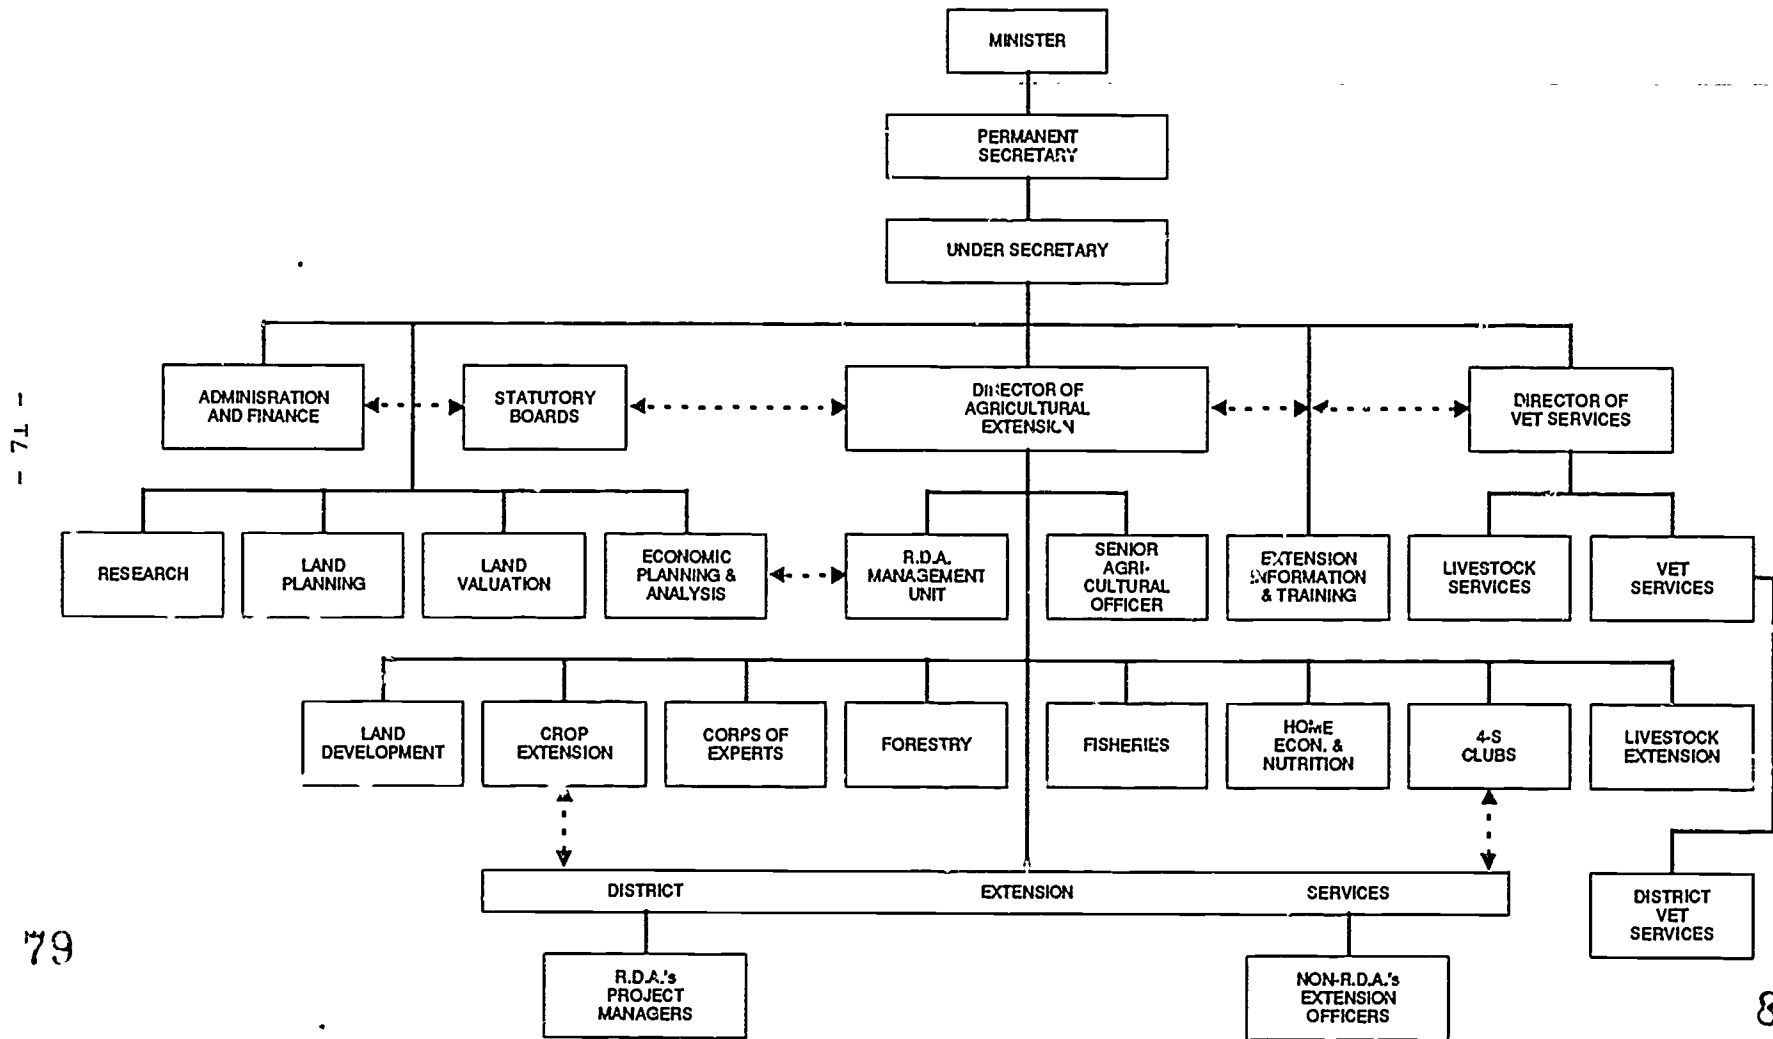 MINISTER
PERMANENT
SECRETARY
UNDER SECRETARY
ADMINISRATION
AND FINANCE
STATUTORY
BOARDS
DIRECTOR OF
AGRICULTURAL
EXTENSION
DIRECTOR OF
VET SERVICES
- 71 -
RESEARCH
LAND
PLANNING
LAND
VALUATION
ECONOMIC
PLANNING &
ANALYSIS
R.D.A.
MANAGEMENT
UNIT
SENIOR
AGRI-
CULTURAL
OFFICER
EXTENSION
INFORMATION
& TRAINING
LIVESTOCK
SERVICES
VET
SERVICES
LAND
DEVELOPMENT
CROP
EXTENSION
CORPS OF
EXPERTS
FORESTRY
FISHERIES
HOME
ECON. &
NUTRITION
4-S
CLUBS
LIVESTOCK
EXTENSION
DISTRICT EXTENSION SERVICES
DISTRICT
VET
SERVICES
79
R.D.A.'s
PROJECT
MANAGERS
NON-R.D.A.'s
EXTENSION
OFFICERS